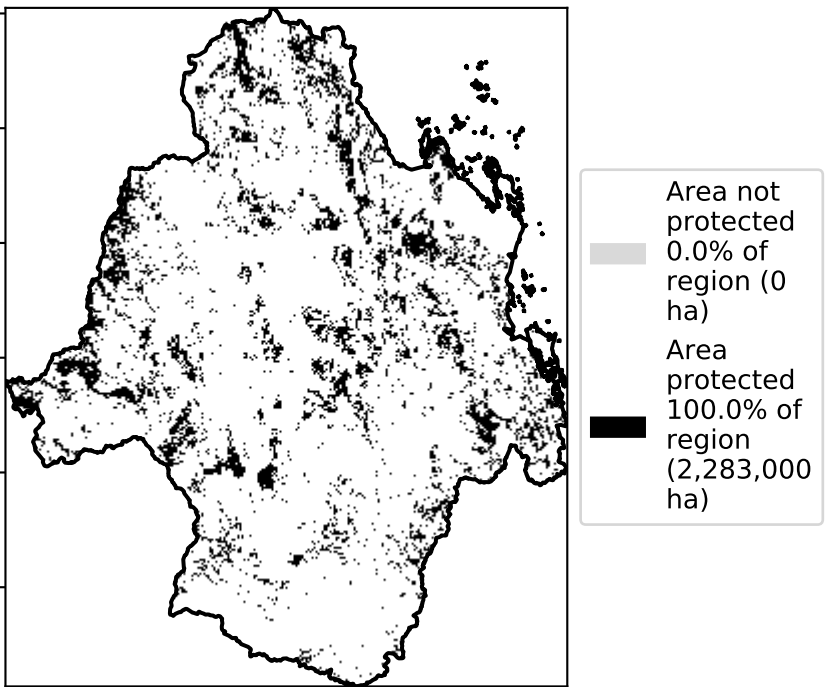 Area not
protected
0.0% of
region (0
ha)
Area
protected
100.0% of
region
(2,283,000
ha)